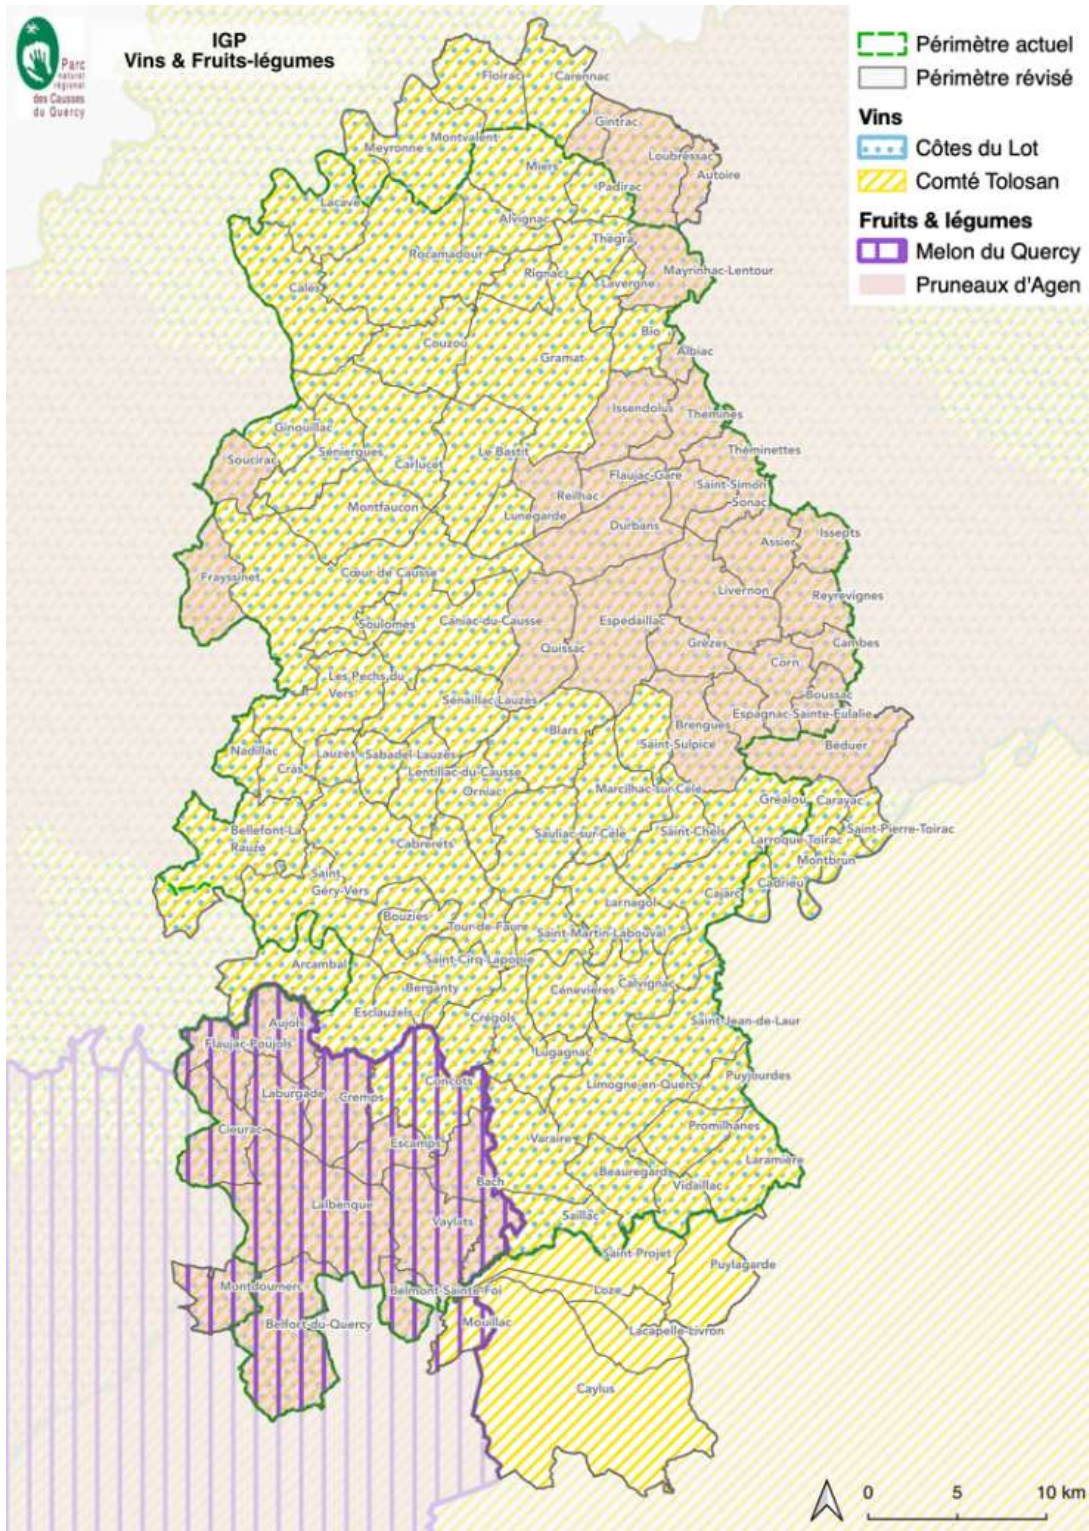 Parc
naturel
régional
des Causses
du Quercy
IGP
Vins & Fruits-légumes
Périmètre actuel
Périmètre révisé
Vins
Côtes du Lot
Comté Tolosan
Fruits & légumes
Melon du Quercy
Pruneaux d'Agen
Floirac
Carennac
Gintrac
Montvalent
Meyronne
Loubressac
Miers
Autoire
Padirac
Lacave
Alvignac
Thégra
Rocamadour
Rignac
Mayrinhac-Lentour
Lavergne
Calès
Bio
Couzou
Albiac
Gramat
Issendolus
Thémines
Ginouillac
Théminettes
Séniergues
Le Bastit
Soucirac
Carlucet
Flaujac-Gare
Saint-Simon
Reilhac
Sonac
Montfaucon
Lunegarde
Durbans
Issepts
Assier
Cœur de Causse
Frayssinet
Livernon
Reyrevignes
Soulomès
Caniac-du-Causse
Espédaillac
Quissac
Grèzes
Cambes
Corn
Les Pechs du
Vers
Sénaillac-Lauzès
Boussac
Espagnac-Sainte-Eulalie
Brengues
Blars
Saint-Sulpice
Béduer
Nadillac
Lauzès
Sabadel-Lauzès
Cras
Lentillac-du-Causse
Orniac
Marcilhac-sur-Célé
Gréalou
Carayac
Bellefont-La
Rauze
Sauliac-sur-Célé
Saint-Chels
Saint-Pierre-Toirac
Cabrerets
Larroque-Toirac
Montbrun
Saint
Géry-Vers
Cadrieu
Cajarc
Larnagol
Bouziès
Tour-de-Faure
Saint-Martin-Labouval
Saint-Cirq-Lapopie
Arcambal
Berganty
Cénevières
Calvignac
Esclauzels
Crégols
Saint-Jean-de-Laur
Aujols
Flaujac-Poujols
Lugagnac
Puyjourdes
Concots
Limogne-en-Quercy
Laburgade
Cremps
Cieurac
Promilhanes
Escamps
Varaire
Laramière
Beauregard
Bach
Vidaillac
Lalbenque
Vaylats
Saillac
Saint-Projet
Puylagarde
Montdoumerc
Belmont-Sainte-Foi
Loze
Belfort-du-Quercy
Mouillac
Lacapelle-Livron
Caylus
0 5 10 km